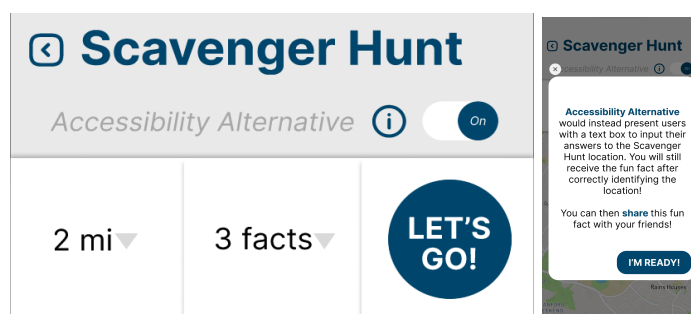 Scavenger Hunt
Accessibility Alternative
i
On
2 mi
3 facts
LET'S
GO!
Scavenger Hunt
Accessibility Alternative
Accessibility Alternative
would instead present users
with a text box to input their
answers to the Scavenger
Hunt location. You will still
receive the fun fact after
correctly identifying the
location!
You can then share this fun
fact with your friends!
I'M READY!
Rains Houses